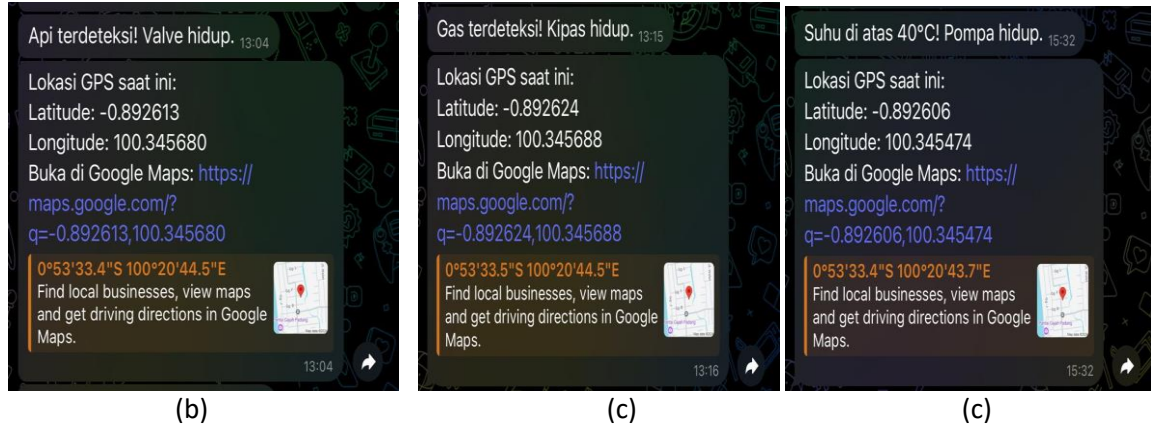 Api terdeteksi! Valve hidup. 13:04
Lokasi GPS saat ini:
Latitude: -0.892613
Longitude: 100.345680
Buka di Google Maps: https://
maps.google.com/?
q=-0.892613,100.345680
0°53'33.4"S 100°20'44.5"E
Find local businesses, view maps
and get driving directions in Google
Maps.
13:04
(b)
Gas terdeteksi! Kipas hidup. 13:15
Lokasi GPS saat ini:
Latitude: -0.892624
Longitude: 100.345688
Buka di Google Maps: https://
maps.google.com/?
q=-0.892624,100.345688
0°53'33.5"S 100°20'44.5"E
Find local businesses, view maps
and get driving directions in Google
Maps.
13:16
(c)
Suhu di atas 40°C! Pompa hidup. 15:32
Lokasi GPS saat ini:
Latitude: -0.892606
Longitude: 100.345474
Buka di Google Maps: https://
maps.google.com/?
q=-0.892606,100.345474
0°53'33.4"S 100°20'43.7"E
Find local businesses, view maps
and get driving directions in Google
Maps.
15:32
(c)